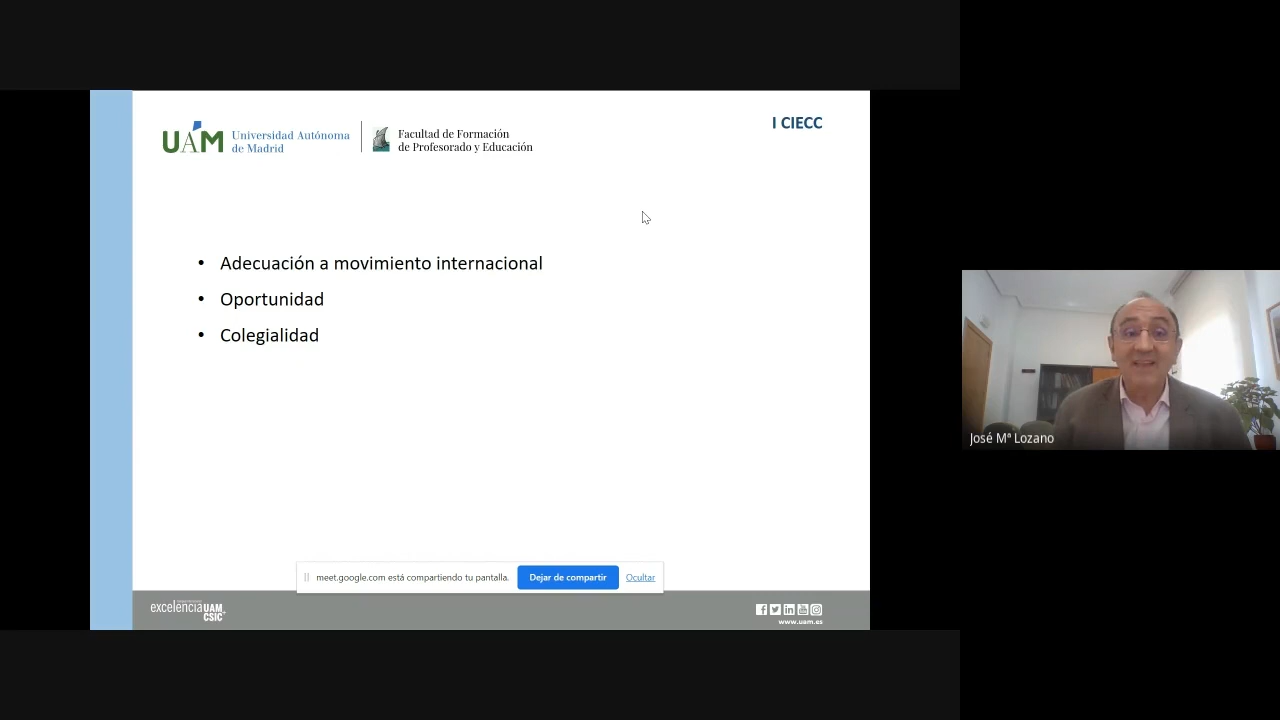 UAM
Universidad Autónoma
de Madrid
Facultad de Formación
de Profesorado y Educación
I CIECC
• Adecuación a movimiento internacional
• Oportunidad
• Colegialidad
José Mª Lozano
meet.google.com está compartiendo tu pantalla.
Dejar de compartir
Ocultar
excelencia UAM
CSIC+
www.uam.es